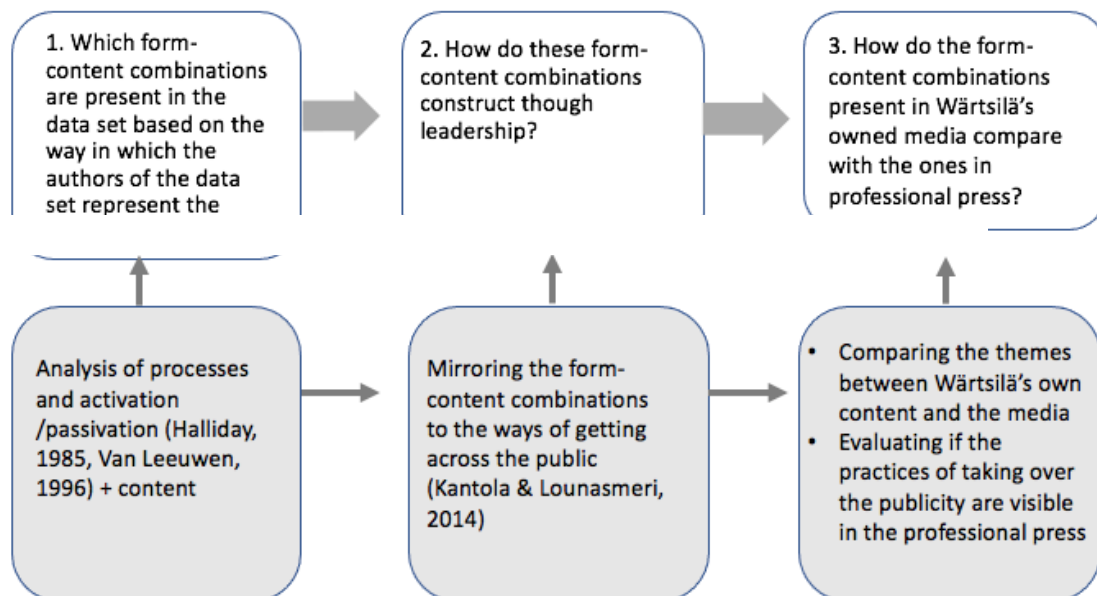 1. Which form-
content combinations
are present in the
data set based on the
way in which the
authors of the data
set represent the
2. How do these form-
content combinations
construct though
leadership?
3. How do the form-
content combinations
present in Wärtsilä's
owned media compare
with the ones in
professional press?
Analysis of processes
and activation
/passivation (Halliday,
1985, Van Leeuwen,
1996) + content
Mirroring the form-
content combinations
to the ways of getting
across the public
(Kantola & Lounasmeri,
2014)
• Comparing the themes
between Wärtsilä's own
content and the media
• Evaluating if the
practices of taking over
the publicity are visible
in the professional press